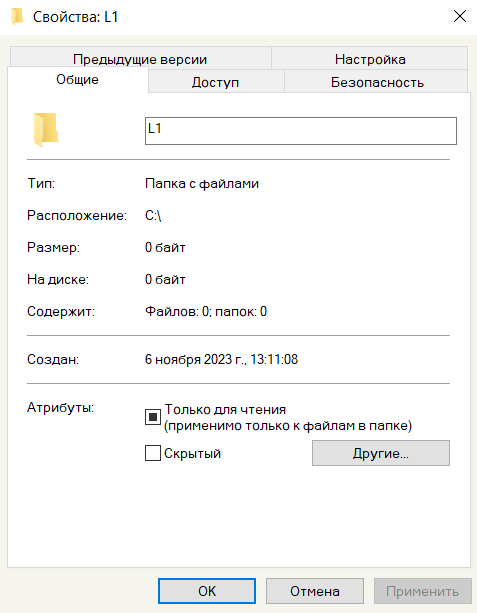 Свойства: L1
Предыдущие версии Настройка
Общие Доступ Безопасность
L1
Тип: Папка с файлами
Расположение: C:\
Размер: 0 байт
На диске: 0 байт
Содержит: Файлов: 0; папок: 0
Создан: 6 ноября 2023 г., 13:11:08
Атрибуты: Только для чтения
(применимо только к файлам в папке)
Скрытый Другие...
OK Отмена Применить